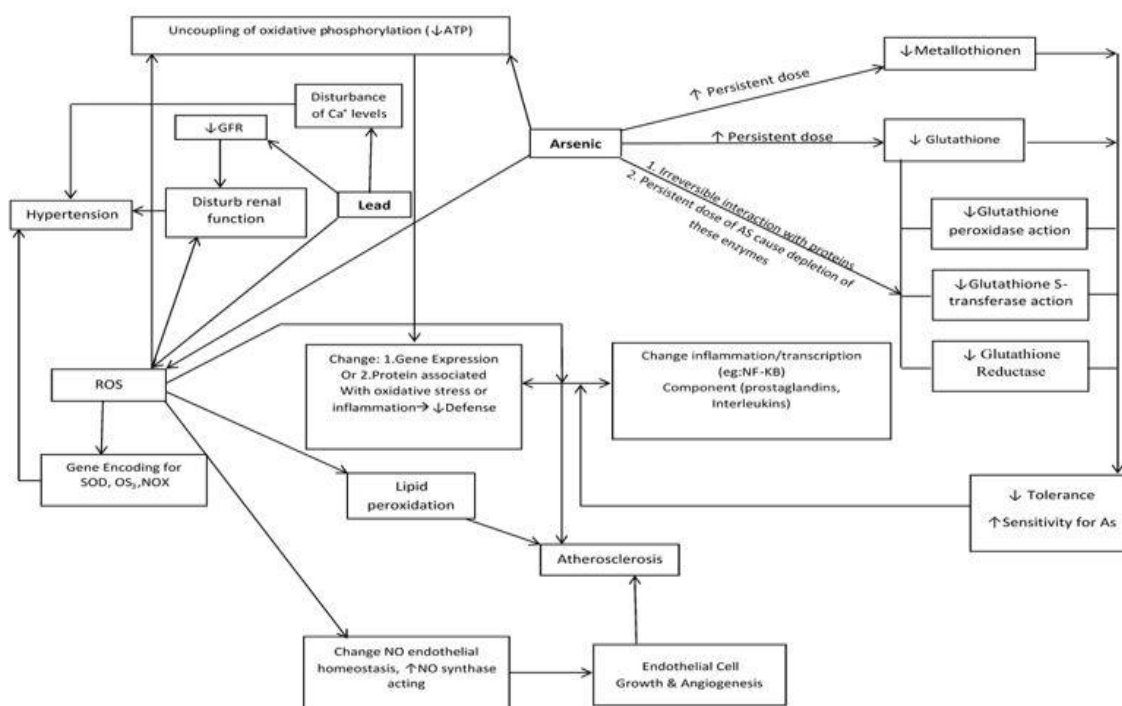 Uncoupling of oxidative phosphorylation (↓ATP)
↓Metallothionen
↑ Persistent dose
Disturbance
of Ca⁺ levels
↓GFR
Arsenic
↑ Persistent dose
↓ Glutathione
1. Irreversible interaction with proteins
2. Persistent dose of AS cause depletion of
these enzymes
Lead
Hypertension
Disturb renal
function
↓Glutathione
peroxidase action
↓Glutathione S-
transferase action
↓ Glutathione
Reductase
Change: 1.Gene Expression
Or 2.Protein associated
With oxidative stress or
inflammation→ ↓Defense
Change inflammation/transcription
(eg:NF-KB)
Component (prostaglandins,
Interleukins)
ROS
Gene Encoding for
SOD, OS₃,NOX
Lipid
peroxidation
↓ Tolerance
↑Sensitivity for As
Atherosclerosis
Change NO endothelial
homeostasis, ↑NO synthase
acting
Endothelial Cell
Growth & Angiogenesis